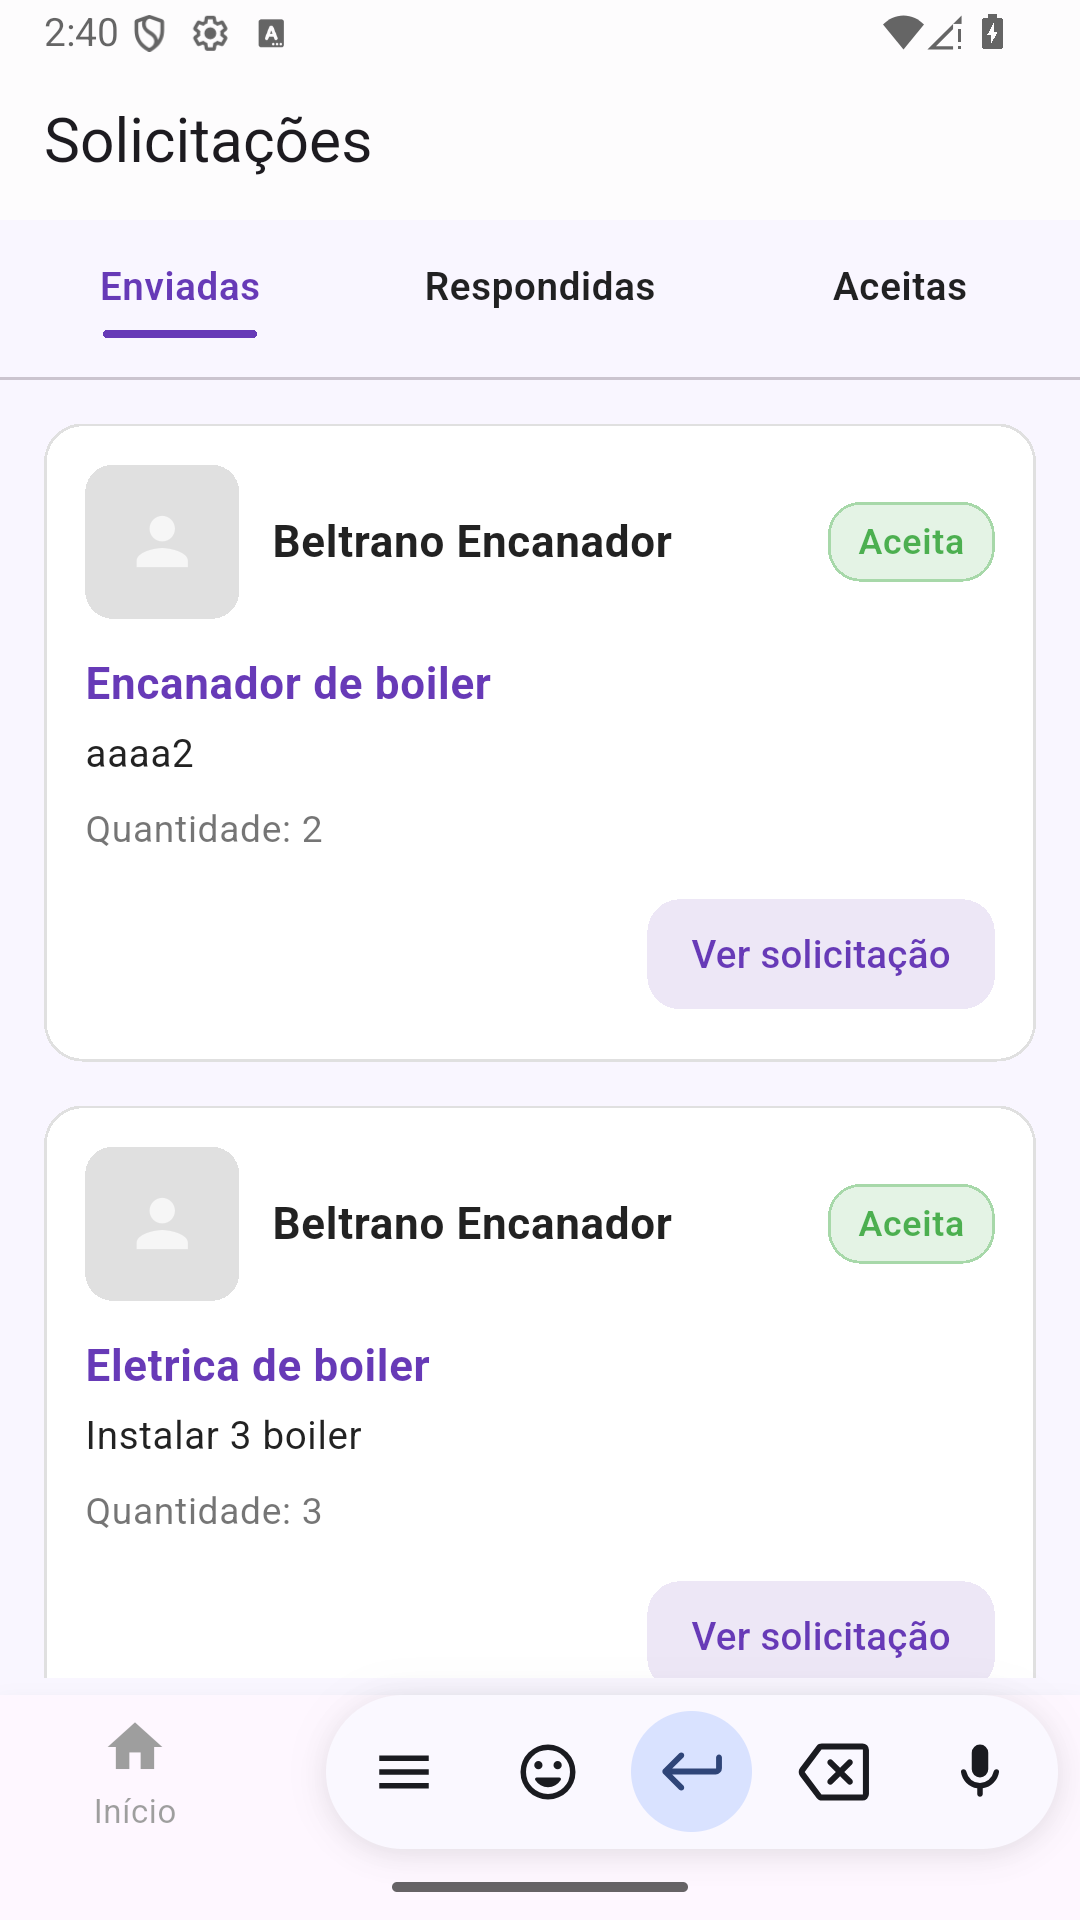 2:40
Solicitações
Enviadas Respondidas Aceitas
Beltrano Encanador Aceita
Encanador de boiler
aaaa2
Quantidade: 2
Ver solicitação
Beltrano Encanador Aceita
Eletrica de boiler
Instalar 3 boiler
Quantidade: 3
Ver solicitação
Início